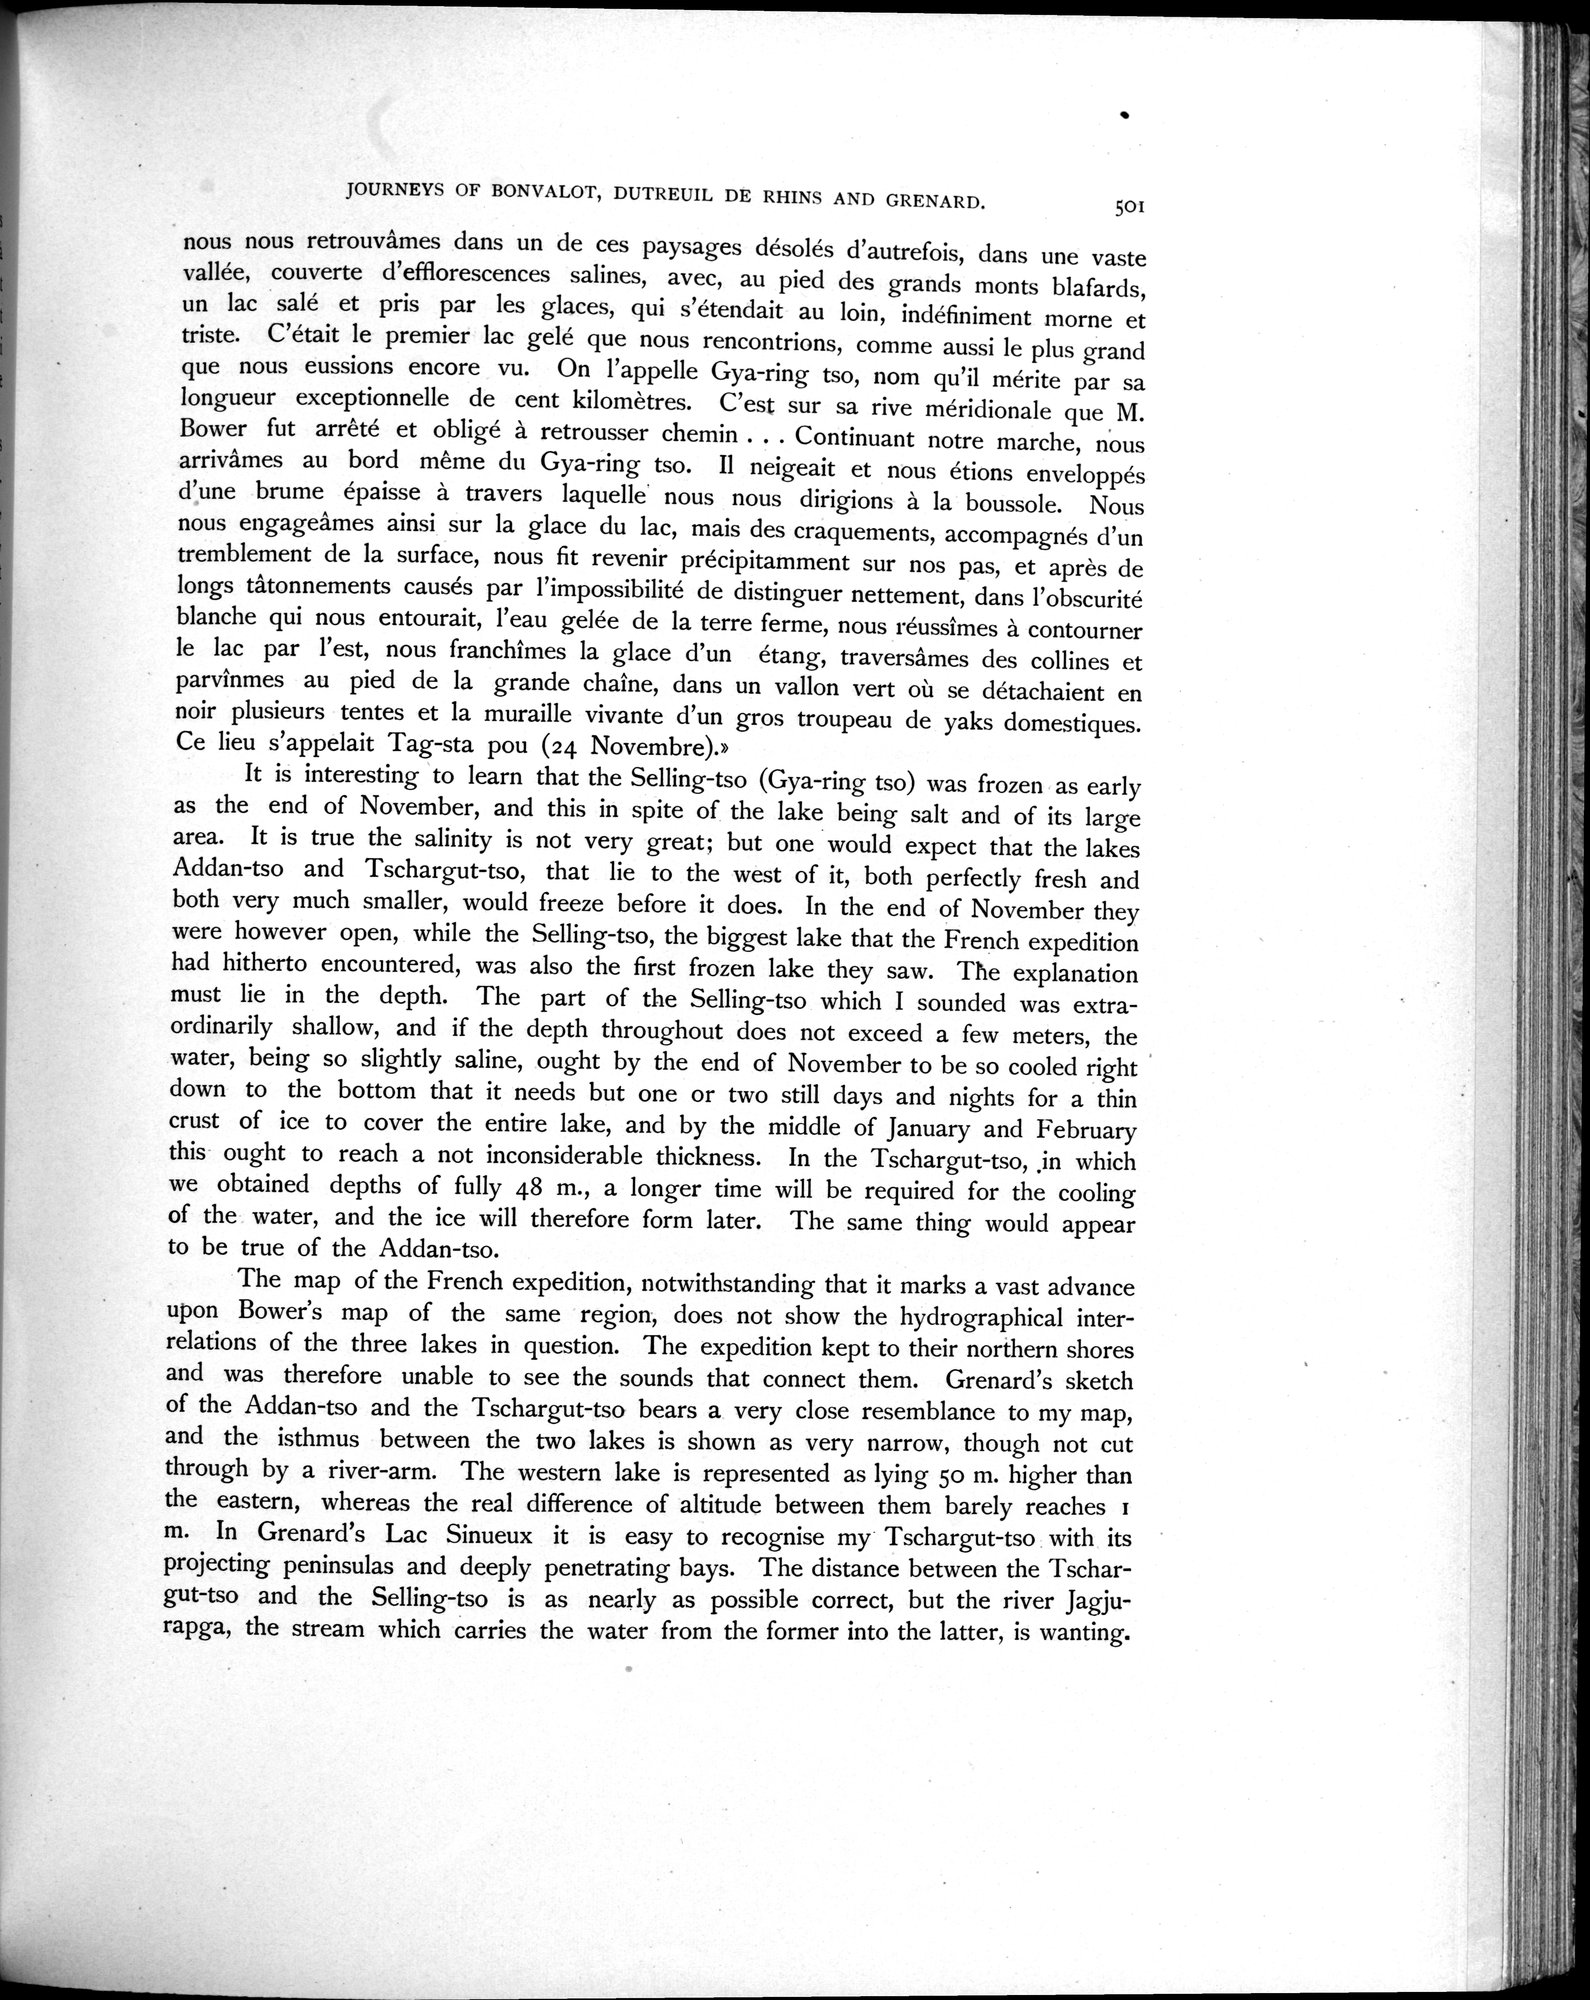 JOURNEYS OF BONVALOT, DUTREUIL DE RHINS AND GRENARD. 501
nous nous retrouvâmes dans un de ces paysages désolés d'autrefois, dans une vaste
vallée, couverte d'efflorescences salines, avec, au pied des grands monts blafards,
un lac salé et pris par les glaces, qui s'étendait au loin, indéfiniment morne et
triste. C'était le premier lac gelé que nous rencontrions, comme aussi le plus grand
que nous eussions encore vu. On l'appelle Gya-ring tso, nom qu'il mérite par sa
longueur exceptionnelle de cent kilomètres. C'est sur sa rive méridionale que M.
Bower fut arrêté et obligé à retrousser chemin . . . Continuant notre marche, nous
arrivâmes au bord même du Gya-ring tso. Il neigeait et nous étions enveloppés
d'une brume épaisse à travers laquelle nous nous dirigions à la boussole. Nous
nous engageâmes ainsi sur la glace du lac, mais des craquements, accompagnés d'un
tremblement de la surface, nous fit revenir précipitamment sur nos pas, et après de
longs tâtonnements causés par l'impossibilité de distinguer nettement, dans l'obscurité
blanche qui nous entourait, l'eau gelée de la terre ferme, nous réussîmes à contourner
le lac par l'est, nous franchîmes la glace d'un étang, traversâmes des collines et
parvînmes au pied de la grande chaîne, dans un vallon vert où se détachaient en
noir plusieurs tentes et la muraille vivante d'un gros troupeau de yaks domestiques.
Ce lieu s'appelait Tag-sta pou (24 Novembre).»
It is interesting to learn that the Selling-tso (Gya-ring tso) was frozen as early
as the end of November, and this in spite of the lake being salt and of its large
area. It is true the salinity is not very great; but one would expect that the lakes
Addan-tso and Tschargut-tso, that lie to the west of it, both perfectly fresh and
both very much smaller, would freeze before it does. In the end of November they
were however open, while the Selling-tso, the biggest lake that the French expedition
had hitherto encountered, was also the first frozen lake they saw. The explanation
must lie in the depth. The part of the Selling-tso which I sounded was extra-
ordinarily shallow, and if the depth throughout does not exceed a few meters, the
water, being so slightly saline, ought by the end of November to be so cooled right
down to the bottom that it needs but one or two still days and nights for a thin
crust of ice to cover the entire lake, and by the middle of January and February
this ought to reach a not inconsiderable thickness. In the Tschargut-tso, in which
we obtained depths of fully 48 m., a longer time will be required for the cooling
of the water, and the ice will therefore form later. The same thing would appear
to be true of the Addan-tso.
The map of the French expedition, notwithstanding that it marks a vast advance
upon Bower's map of the same region, does not show the hydrographical inter-
relations of the three lakes in question. The expedition kept to their northern shores
and was therefore unable to see the sounds that connect them. Grenard's sketch
of the Addan-tso and the Tschargut-tso bears a very close resemblance to my map,
and the isthmus between the two lakes is shown as very narrow, though not cut
through by a river-arm. The western lake is represented as lying 50 m. higher than
the eastern, whereas the real difference of altitude between them barely reaches 1
m. In Grenard's Lac Sinueux it is easy to recognise my Tschargut-tso with its
projecting peninsulas and deeply penetrating bays. The distance between the Tschar-
gut-tso and the Selling-tso is as nearly as possible correct, but the river Jagju-
rapga, the stream which carries the water from the former into the latter, is wanting.